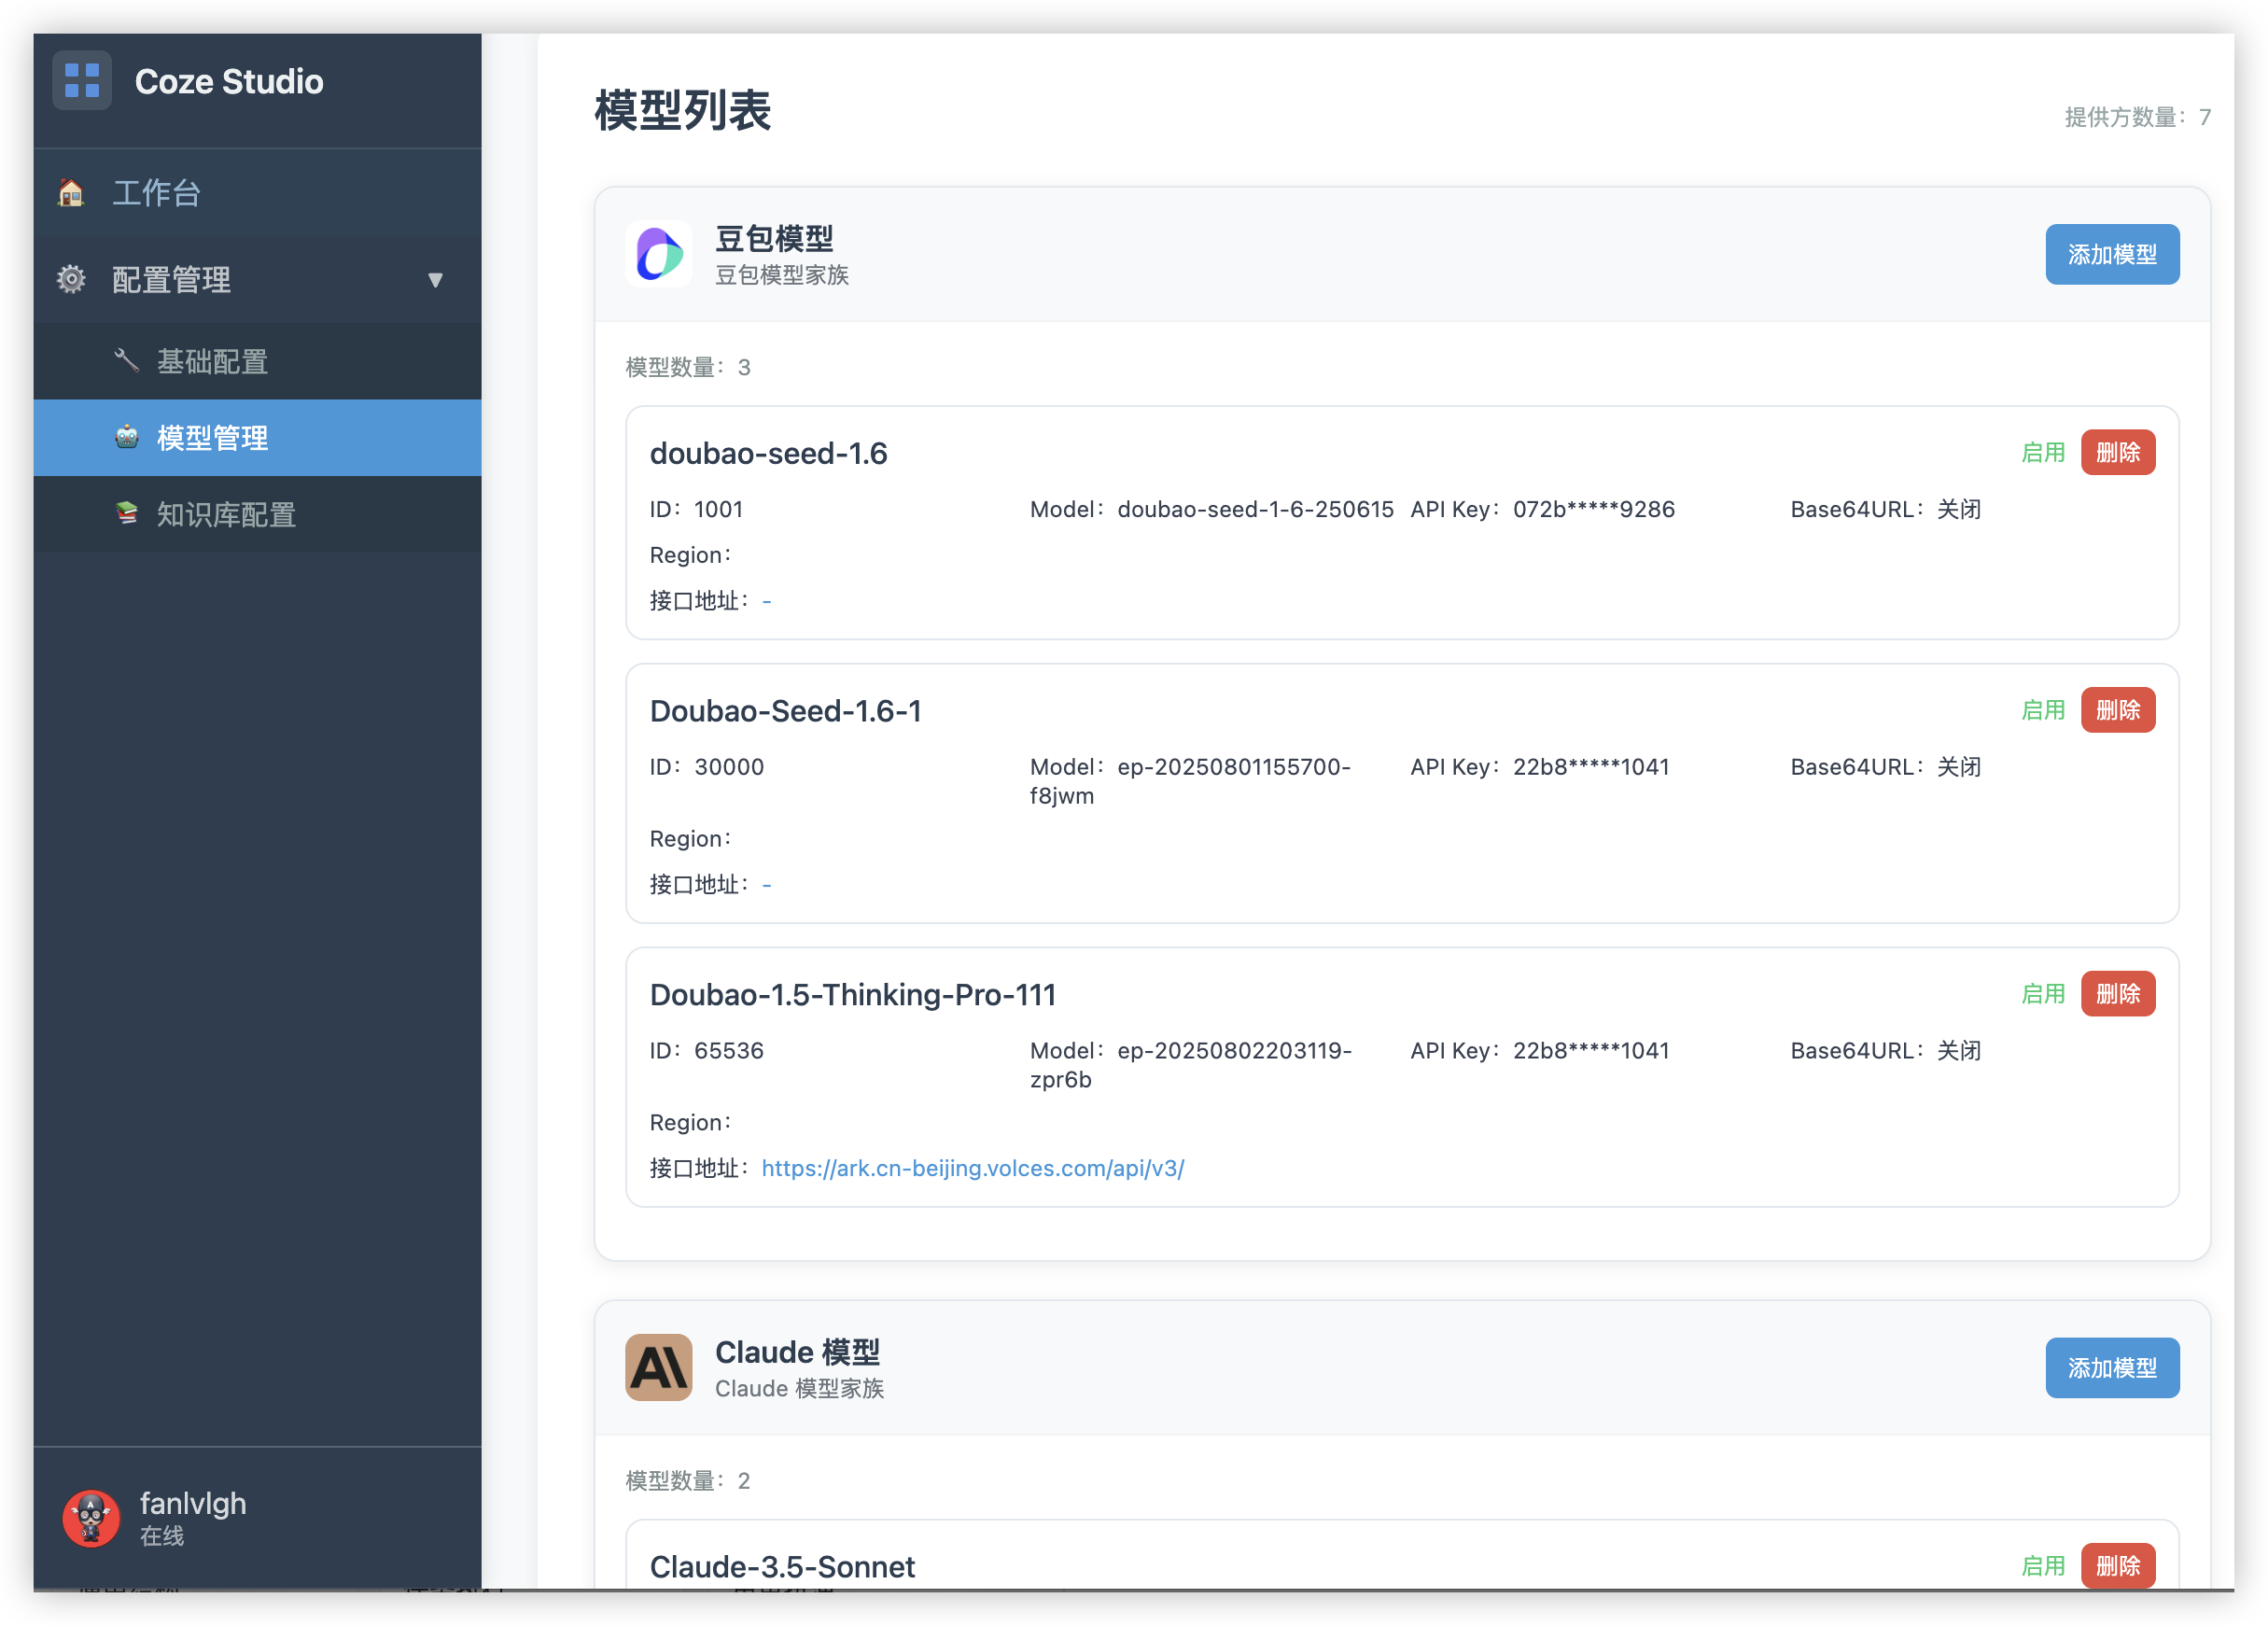 Coze Studio
工作台
配置管理
基础配置
模型管理
知识库配置
fanlvlgh
在线
模型列表
提供方数量：7
豆包模型
豆包模型家族
添加模型
模型数量：3
doubao-seed-1.6
启用 删除
ID：1001 Model：doubao-seed-1-6-250615 API Key：072b*****9286 Base64URL：关闭
Region：
接口地址：-
Doubao-Seed-1.6-1
启用 删除
ID：30000 Model：ep-20250801155700-f8jwm API Key：22b8*****1041 Base64URL：关闭
Region：
接口地址：-
Doubao-1.5-Thinking-Pro-111
启用 删除
ID：65536 Model：ep-20250802203119-zpr6b API Key：22b8*****1041 Base64URL：关闭
Region：
接口地址：https://ark.cn-beijing.volces.com/api/v3/
Claude 模型
Claude 模型家族
添加模型
模型数量：2
Claude-3.5-Sonnet
启用 删除